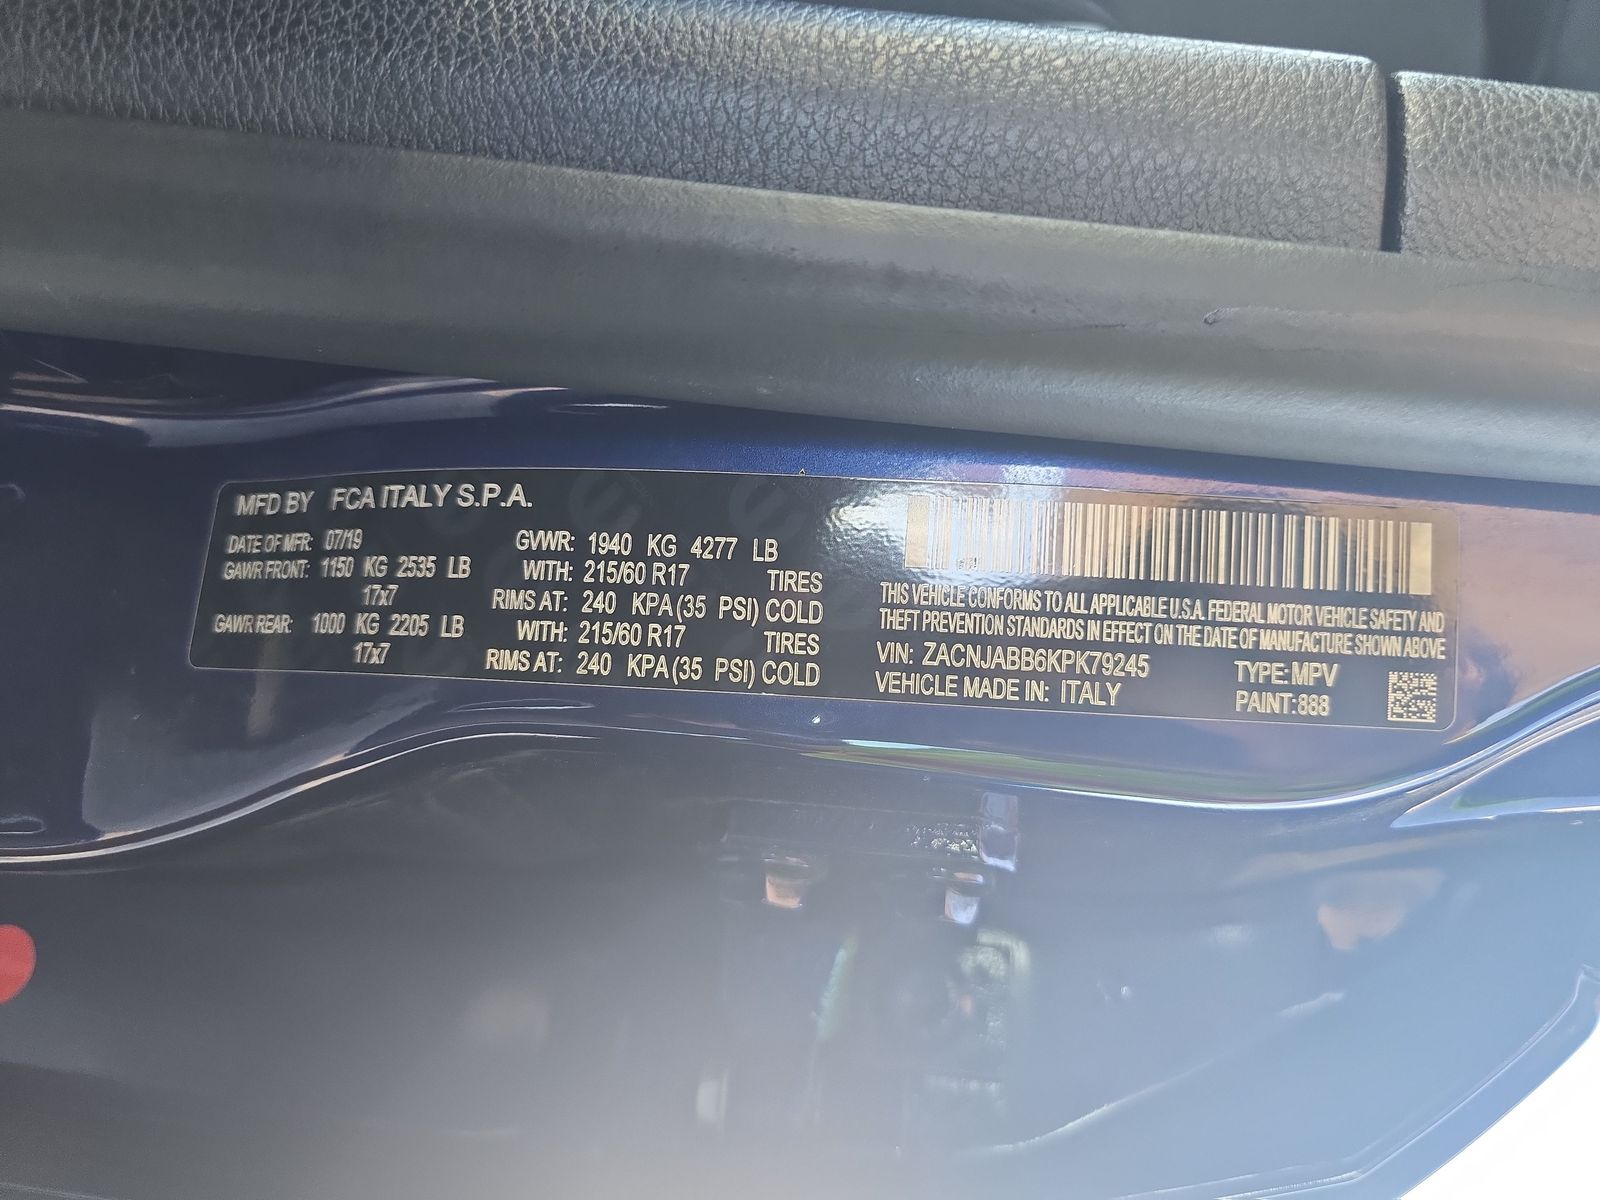 MFD BY FCA ITALY S.P.A.
DATE OF MFR: 07/19 GVWR: 1940 KG 4277 LB
GAWR FRONT: 1150 KG 2535 LB WITH: 215/60 R17 TIRES
17x7 RIMS AT: 240 KPA (35 PSI) COLD
GAWR REAR: 1000 KG 2205 LB WITH: 215/60 R17 TIRES
17x7 RIMS AT: 240 KPA (35 PSI) COLD
THIS VEHICLE CONFORMS TO ALL APPLICABLE U.S.A. FEDERAL MOTOR VEHICLE SAFETY AND
THEFT PREVENTION STANDARDS IN EFFECT ON THE DATE OF MANUFACTURE SHOWN ABOVE
VIN: ZACNJABB6KPK79245 TYPE: MPV
VEHICLE MADE IN: ITALY PAINT: 888